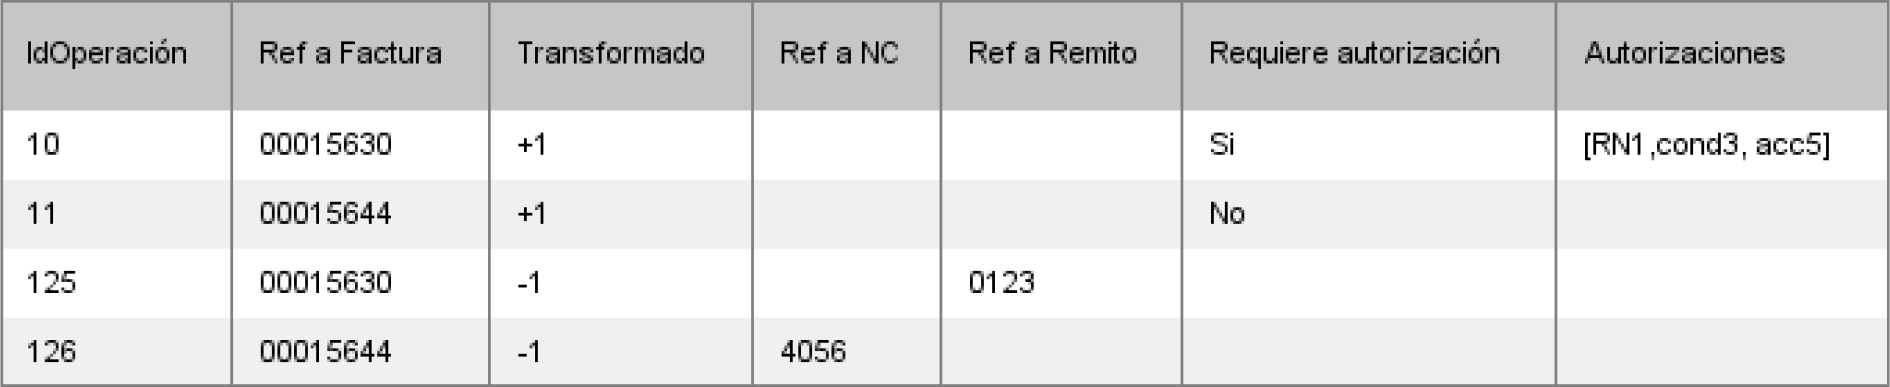 IdOperación Ref a Factura Transformado Ref a NC Ref a Remito Requiere autorización Autorizaciones
10 00015630 +1 Si [RN1,cond3, acc5]
11 00015644 +1 No
125 00015630 -1 0123
126 00015644 -1 4056